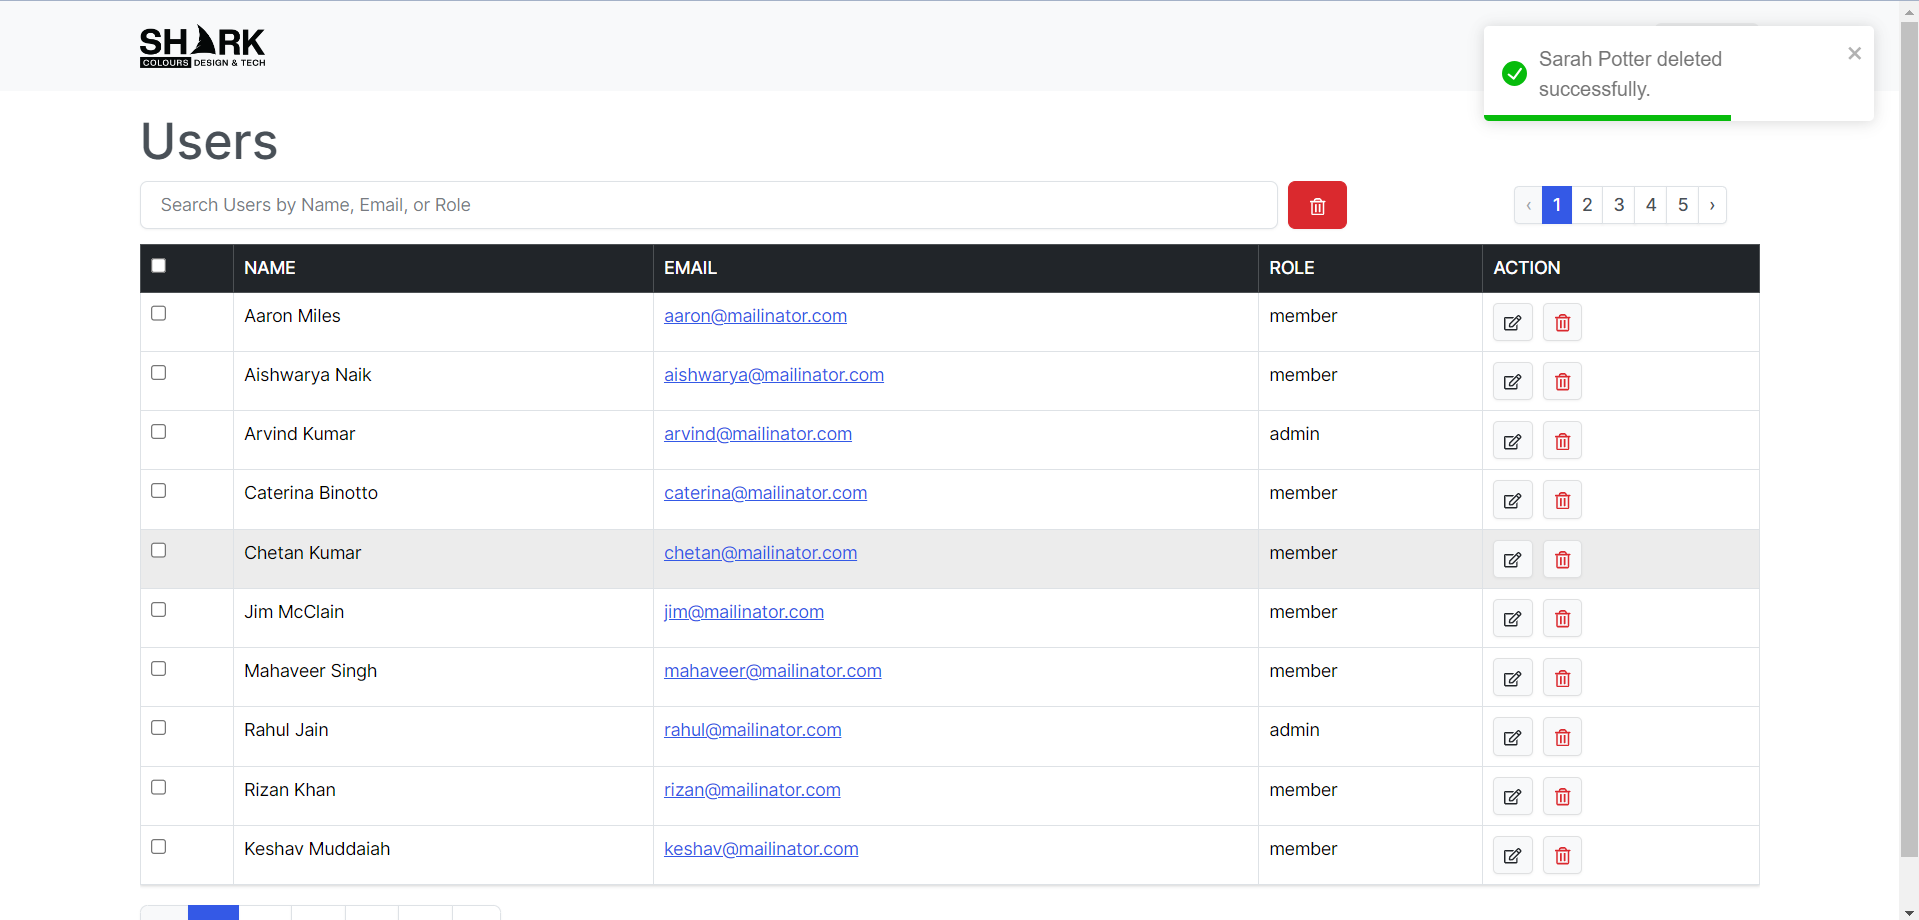 SHARK
COLOURS DESIGN & TECH
Sarah Potter deleted
successfully.
Users
Search Users by Name, Email, or Role
‹ 1 2 3 4 5 ›
NAME EMAIL ROLE ACTION
Aaron Miles aaron@mailinator.com member
Aishwarya Naik aishwarya@mailinator.com member
Arvind Kumar arvind@mailinator.com admin
Caterina Binotto caterina@mailinator.com member
Chetan Kumar chetan@mailinator.com member
Jim McClain jim@mailinator.com member
Mahaveer Singh mahaveer@mailinator.com member
Rahul Jain rahul@mailinator.com admin
Rizan Khan rizan@mailinator.com member
Keshav Muddaiah keshav@mailinator.com member